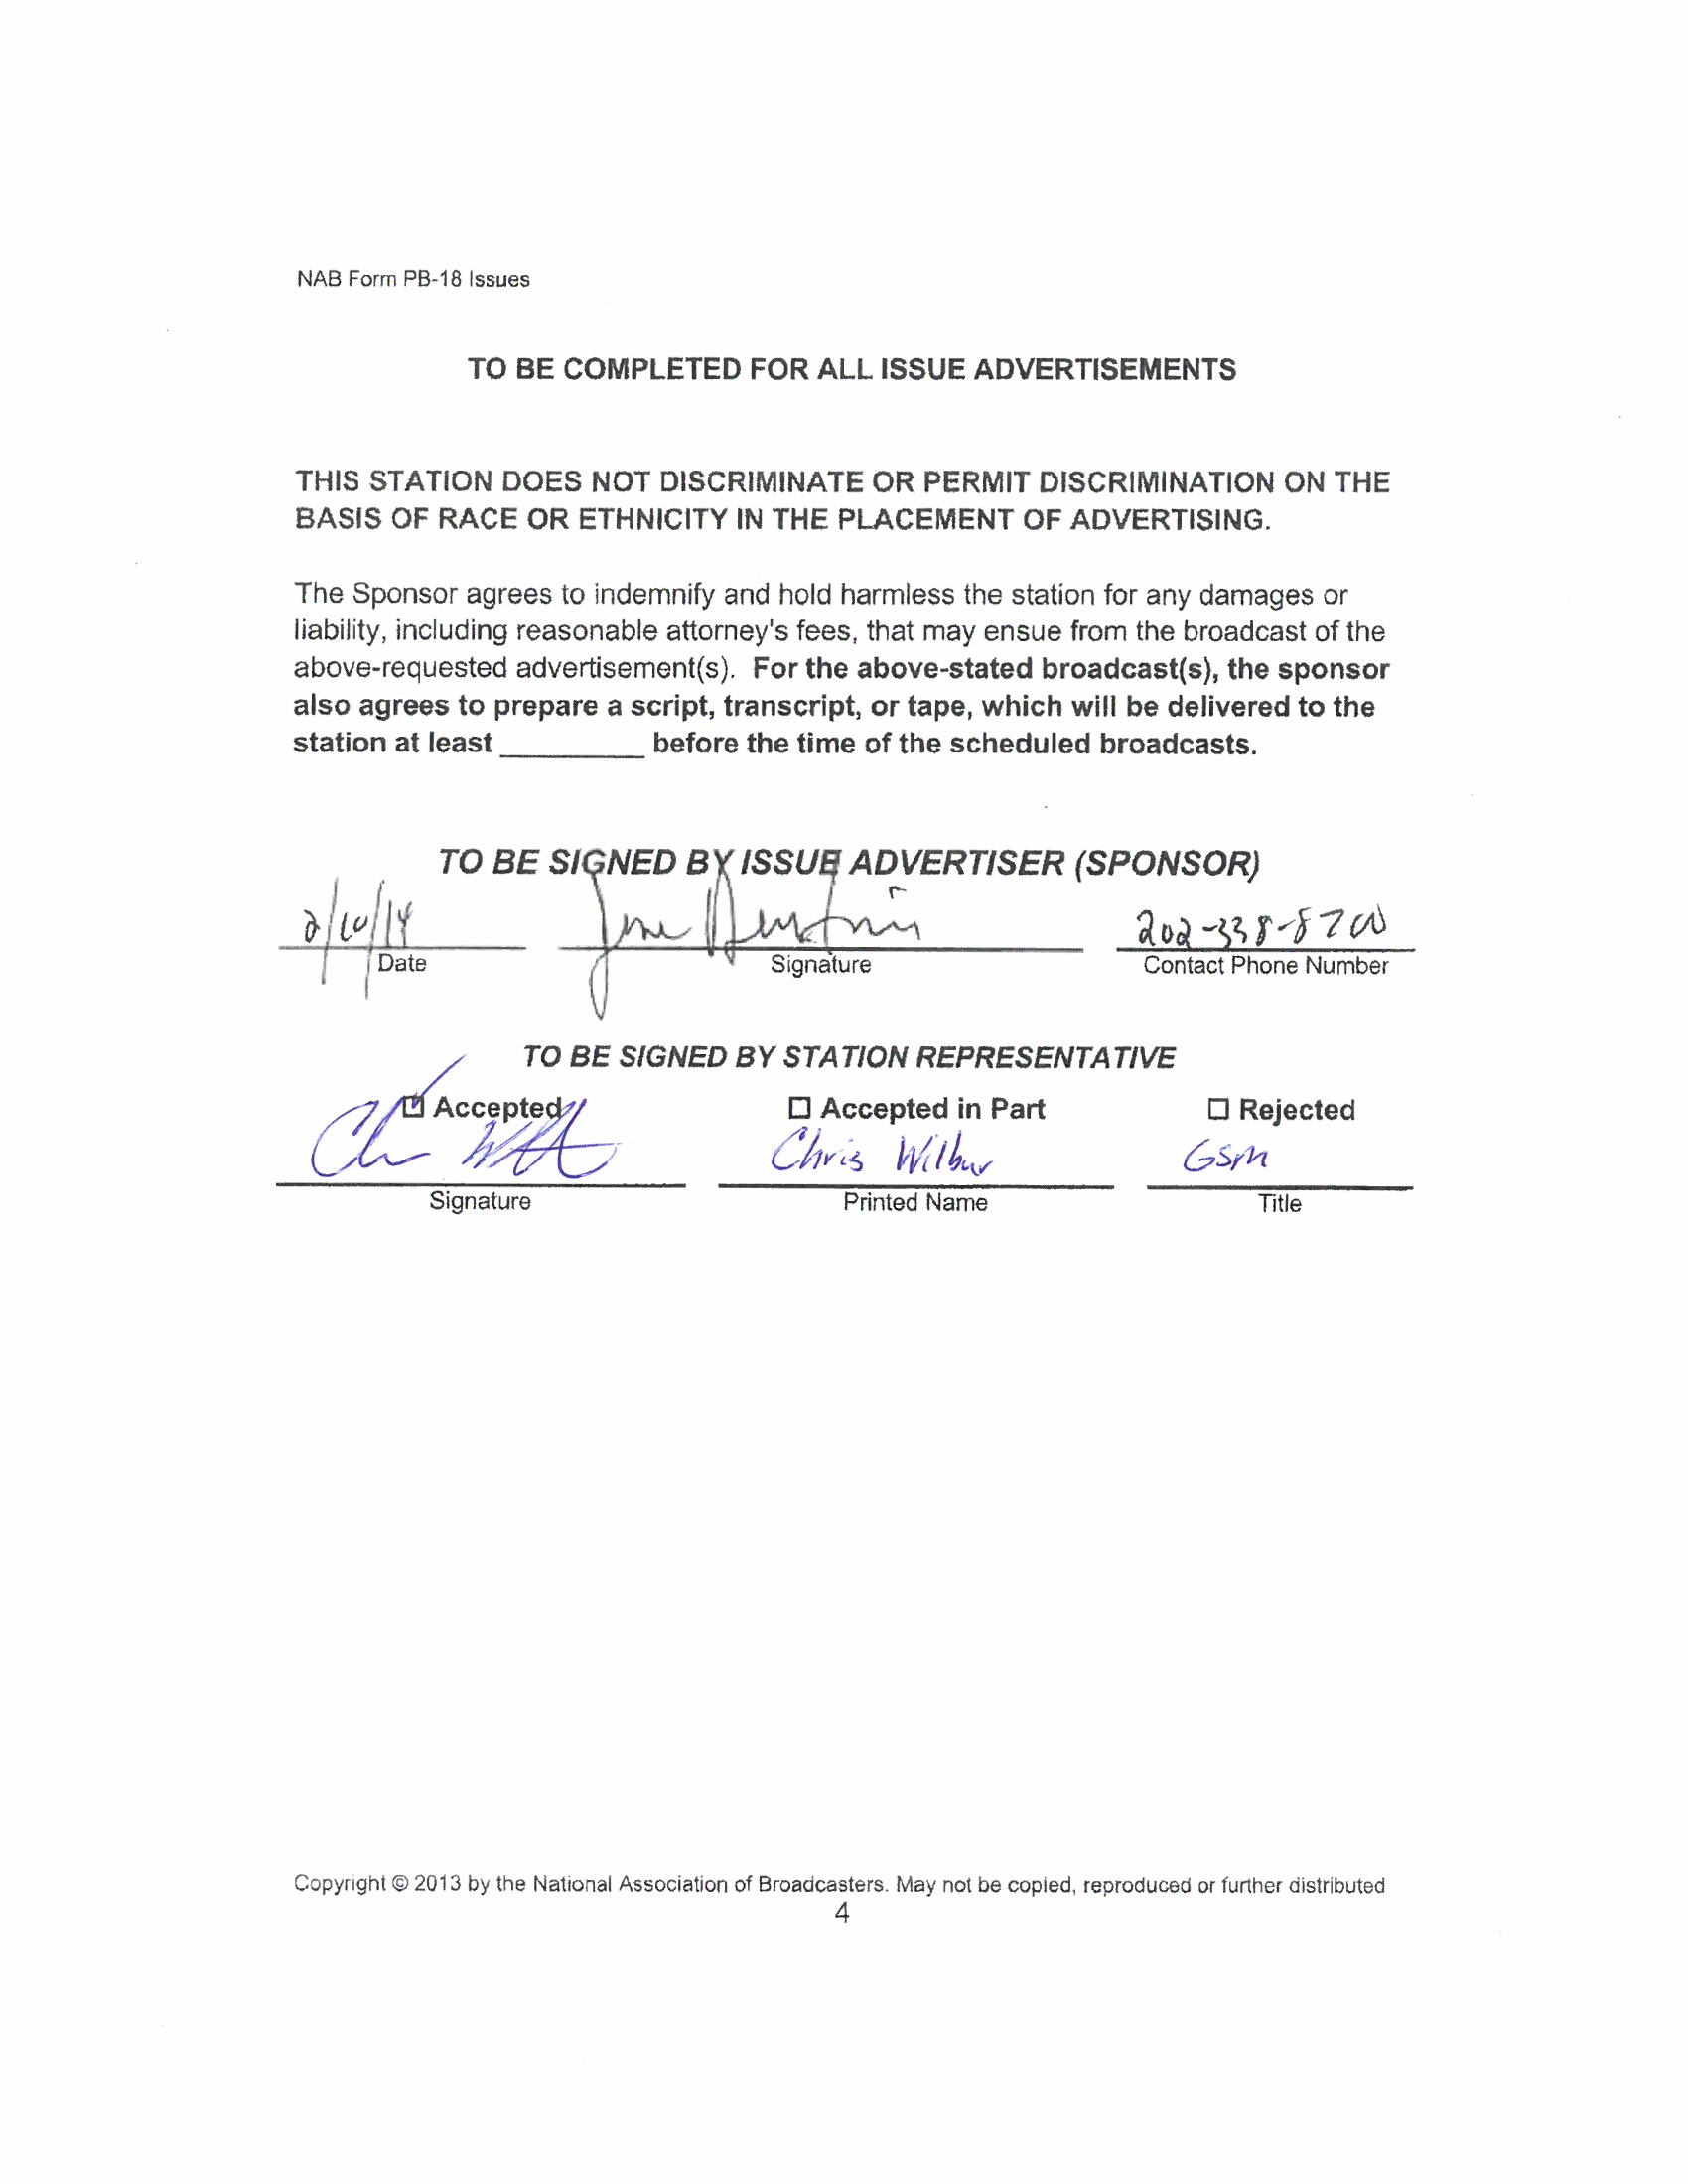 NAB Form PB-18 Issues
TO BE COMPLETED FOR ALL ISSUE ADVERTISEMENTS
THIS STATION DOES NOT DISCRIMINATE OR PERMIT DISCRIMINATION ON THE
BASIS OF RACE OR ETHNICITY IN THE PLACEMENT OF ADVERTISING.
The Sponsor agrees to indemnify and hold harmless the station for any damages or
liability, including reasonable attorney's fees, that may ensue from the broadcast of the
above-requested advertisement(s). For the above-stated broadcast(s), the sponsor
also agrees to prepare a script, transcript, or tape, which will be delivered to the
station at least __________ before the time of the scheduled broadcasts.
TO BE SIGNED BY ISSUE ADVERTISER (SPONSOR)
2/10/14 202-338-8700
Date Signature Contact Phone Number
TO BE SIGNED BY STATION REPRESENTATIVE
☑ Accepted ☐ Accepted in Part ☐ Rejected
Chris Wilbur GSM
Signature Printed Name Title
Copyright © 2013 by the National Association of Broadcasters. May not be copied, reproduced or further distributed
4